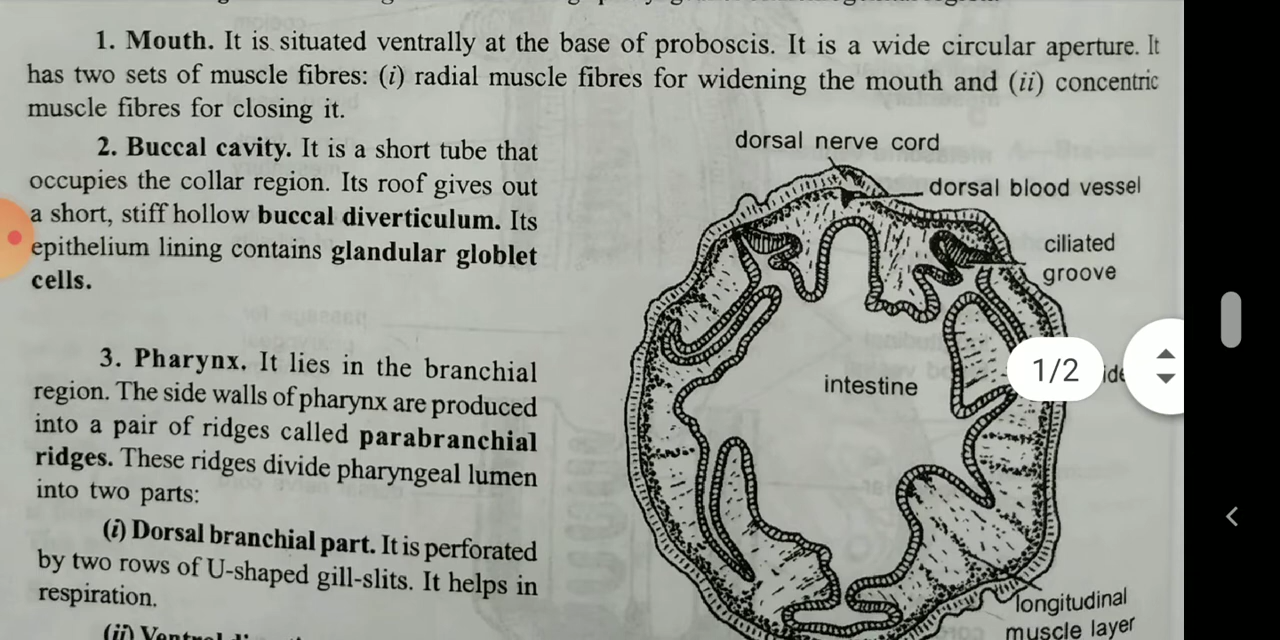 1. Mouth. It is situated ventrally at the base of proboscis. It is a wide circular aperture. It
has two sets of muscle fibres: (i) radial muscle fibres for widening the mouth and (ii) concentric
muscle fibres for closing it.
2. Buccal cavity. It is a short tube that
occupies the collar region. Its roof gives out
a short, stiff hollow buccal diverticulum. Its
epithelium lining contains glandular globlet
cells.
3. Pharynx. It lies in the branchial
region. The side walls of pharynx are produced
into a pair of ridges called parabranchial
ridges. These ridges divide pharyngeal lumen
into two parts:
(i) Dorsal branchial part. It is perforated
by two rows of U-shaped gill-slits. It helps in
respiration.
(ii)
dorsal nerve cord
dorsal blood vessel
ciliated
groove
intestine
1/2
longitudinal
muscle layer